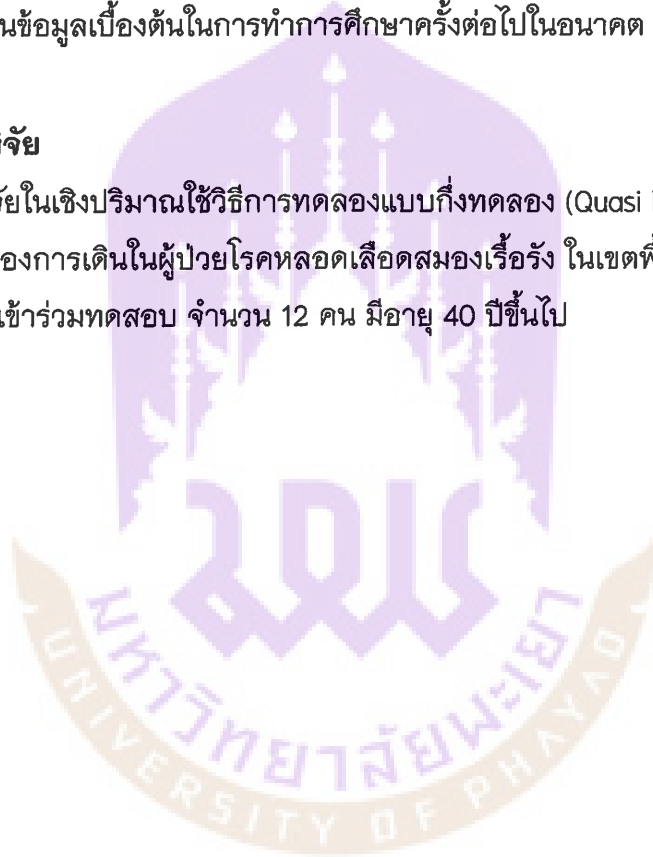 นข้อมูลเบื้องต้นในการทำการศึกษาครั้งต่อไปในอนาคต
วิจัย
ัยในเชิงปริมาณใช้วิธีการทดลองแบบกึ่งทดลอง (Quasi
องการเดินในผู้ป่วยโรคหลอดเลือดสมองเรื้อรัง ในเขตพื้
เข้าร่วมทดสอบ จำนวน 12 คน มีอายุ 40 ปีขึ้นไป
มพ
มหาวิทยาลัยพะเยา
UNIVERSITY OF PHAYAO